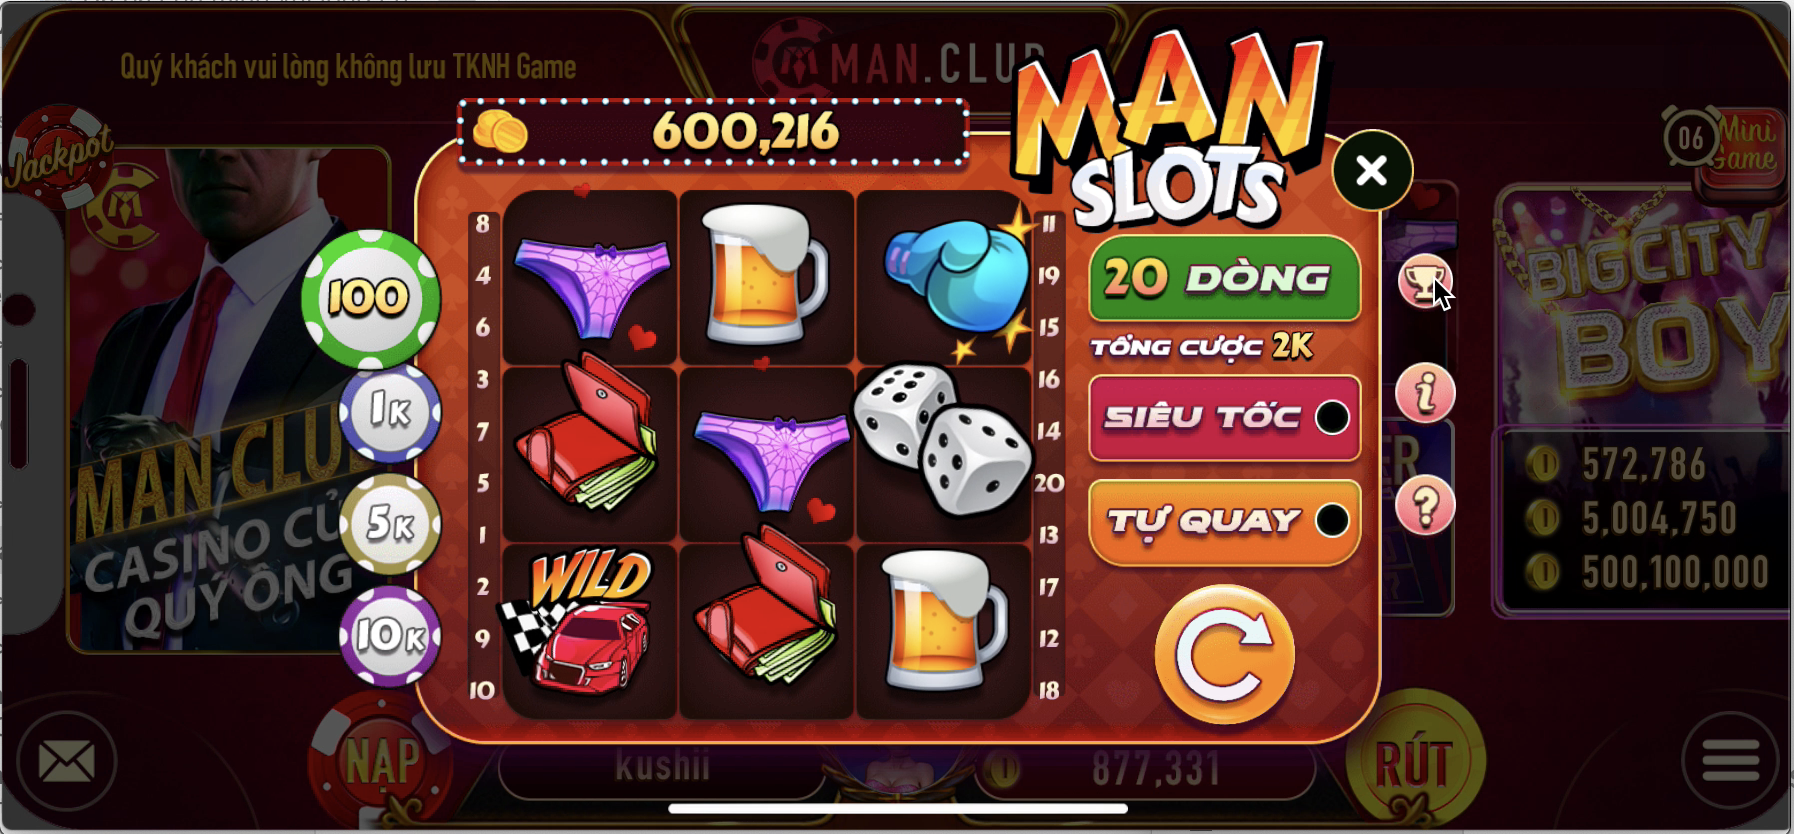 Quý khách vui lòng không lưu TKNH Game
MAN.CLUB
MAN
SLOTS
600,216
Jackpot
06
Mini
Game
8
11
100
4
19
20 DÒNG
6
15
TỔNG CƯỢC 2K
3
16
1K
7
14
SIÊU TỐC
5
20
5K
1
13
TỰ QUAY
2
17
WILD
10K
9
12
10
18
MAN CLUB
CASINO CỦ
QUÝ ÔNG
BIGCITY
BOY
ER
572,786
5,004,750
500,100,000
i
?
NẠP
kushii
877,331
RÚT